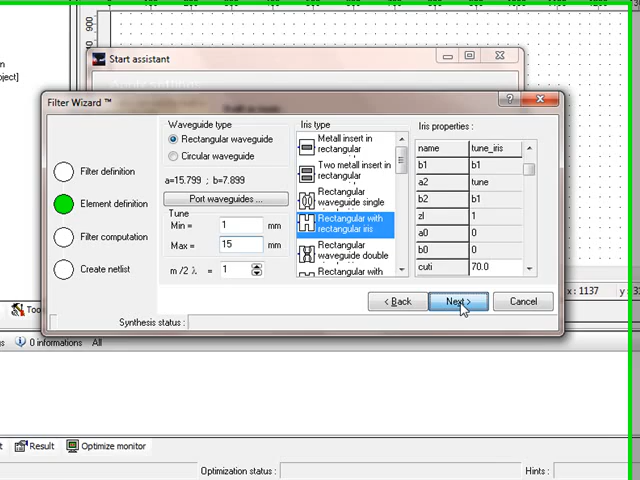 Start assistant
Filter Wizard ™
Waveguide type
Rectangular waveguide
Circular waveguide
a=15.799 ; b=7.899
Port waveguides ...
Tune
Min = 1 mm
Max = 15 mm
m /2 λ = 1
Filter definition
Element definition
Filter computation
Create netlist
Iris type
Metall insert in
rectangular
Two metall insert in
rectangular
Rectangular
waveguide single
Rectangular with
rectangular iris
Rectangular
waveguide double
Rectangular with
Iris properties :
name tune_iris
b1 b1
a2 tune
b2 b2
zl 1
a0 0
b0 0
cuti 70.0
< Back
Next >
Cancel
Synthesis status :
x : 1137 y :
0 informations All
Result
Optimize monitor
Optimization status :
Hints :